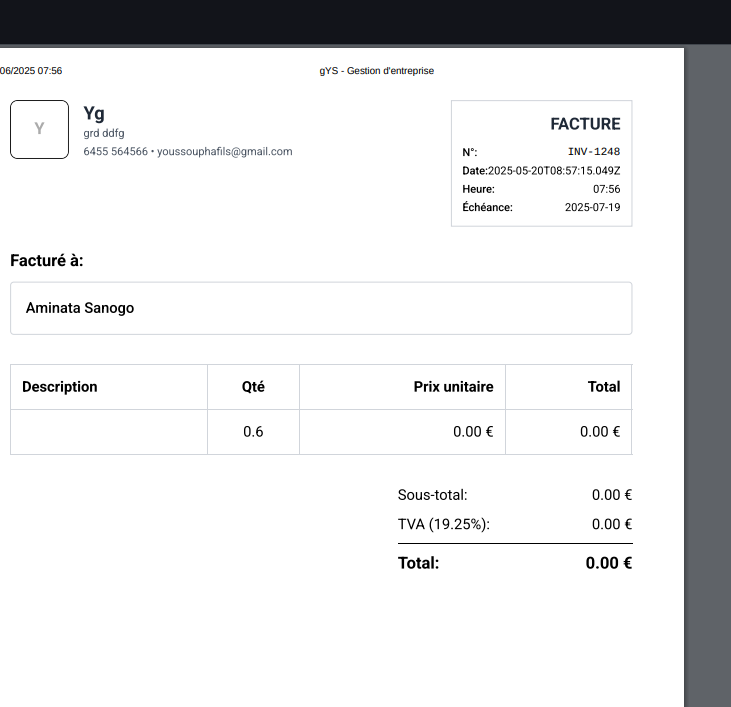 06/2025 07:56 gYS - Gestion d'entreprise
Y
Yg
grd ddfg
6455 564566 • youssouphafils@gmail.com
FACTURE
N°: INV-1248
Date:2025-05-20T08:57:15.049Z
Heure: 07:56
Échéance: 2025-07-19
Facturé à:
Aminata Sanogo
Description Qté Prix unitaire Total
0.6 0.00 € 0.00 €
Sous-total: 0.00 €
TVA (19.25%): 0.00 €
Total: 0.00 €